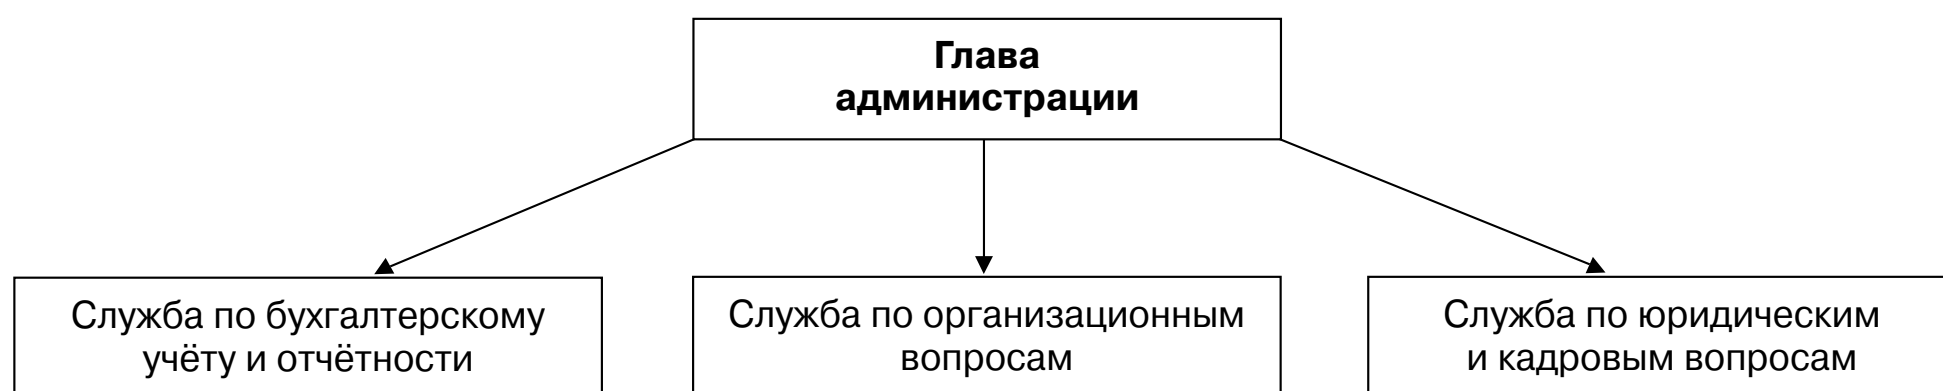 Глава
администрации
Служба по бухгалтерскому
учёту и отчётности
Служба по организационным
вопросам
Служба по юридическим
и кадровым вопросам